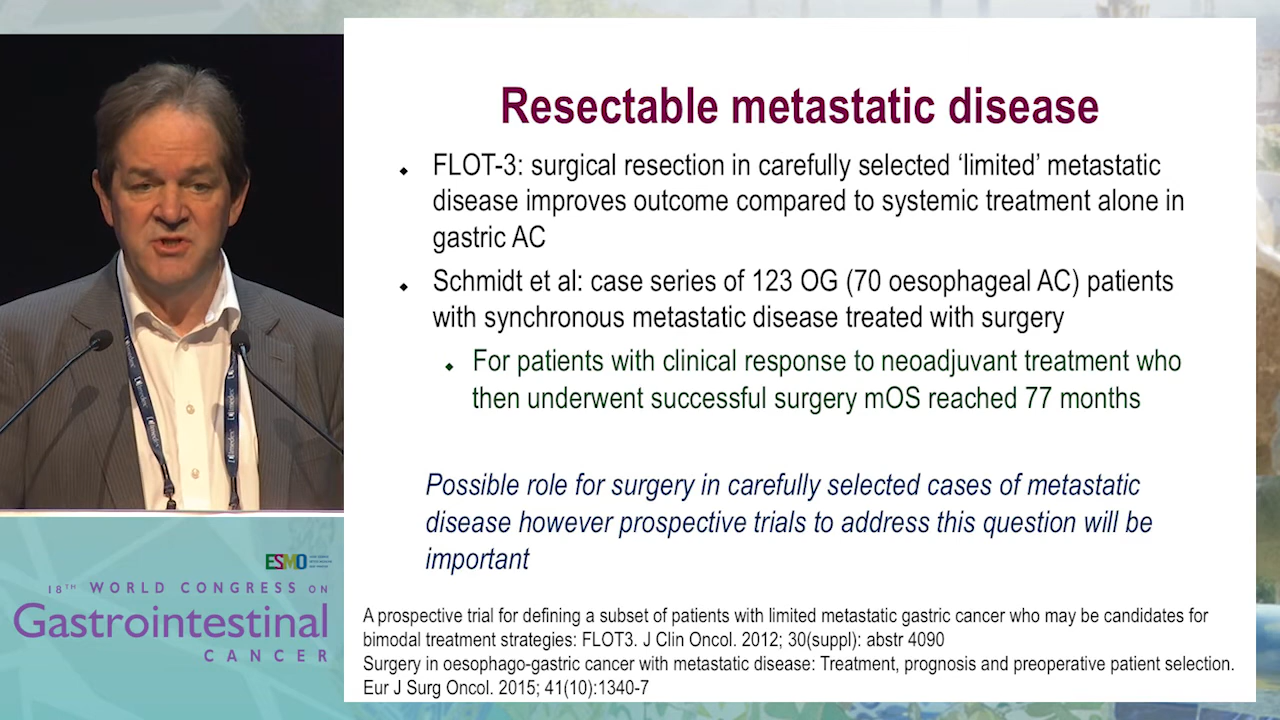 Resectable metastatic disease
FLOT-3: surgical resection in carefully selected ‘limited’ metastatic
disease improves outcome compared to systemic treatment alone in
gastric AC
Schmidt et al: case series of 123 OG (70 oesophageal AC) patients
with synchronous metastatic disease treated with surgery
For patients with clinical response to neoadjuvant treatment who
then underwent successful surgery mOS reached 77 months
Possible role for surgery in carefully selected cases of metastatic
disease however prospective trials to address this question will be
important
A prospective trial for defining a subset of patients with limited metastatic gastric cancer who may be candidates for
bimodal treatment strategies: FLOT3. J Clin Oncol. 2012; 30(suppl): abstr 4090
Surgery in oesophago-gastric cancer with metastatic disease: Treatment, prognosis and preoperative patient selection.
Eur J Surg Oncol. 2015; 41(10):1340-7
imedex
ESMO
18TH WORLD CONGRESS ON
Gastrointestinal
CANCER